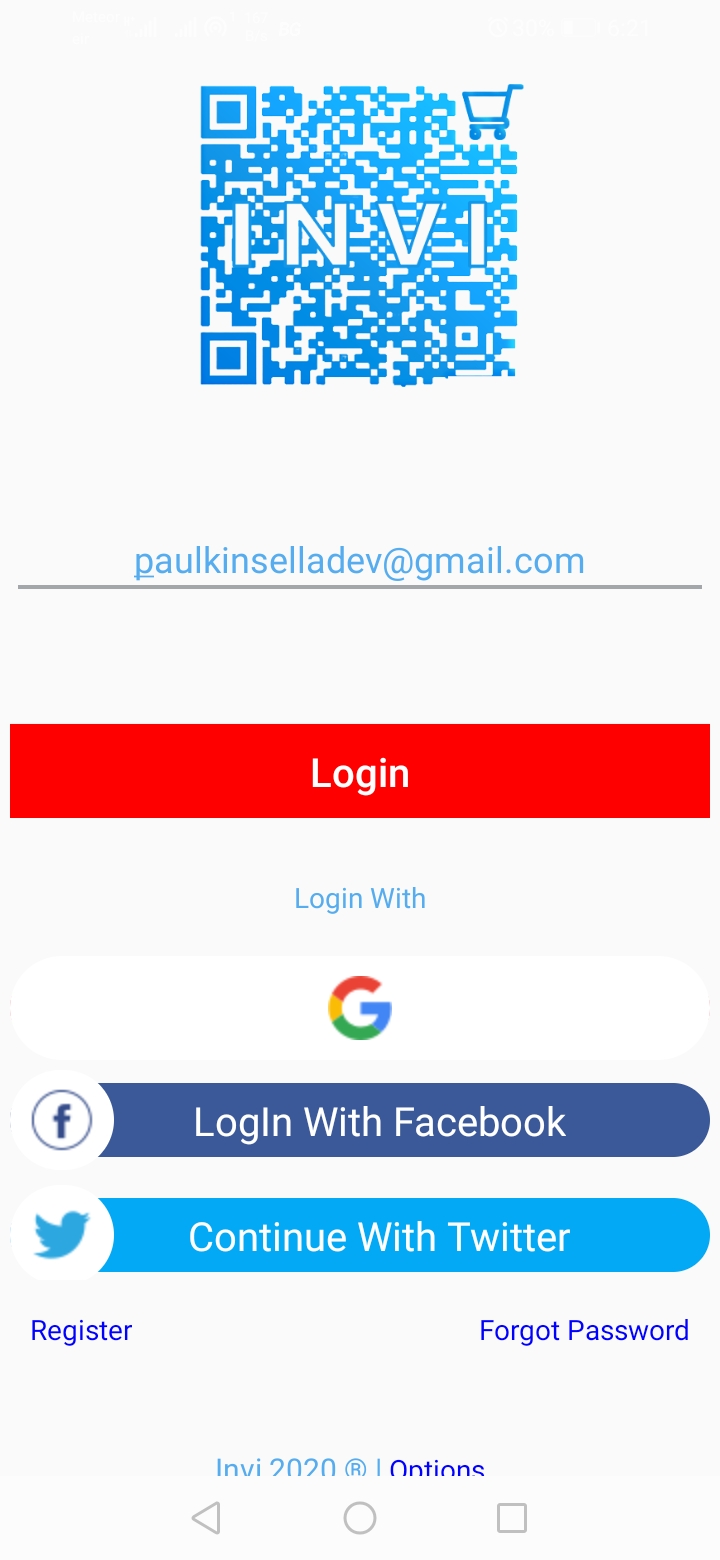 INVI
paulkinselladev@gmail.com
Login
Login With
LogIn With Facebook
Continue With Twitter
Register
Forgot Password
Invi 2020 ® | Options